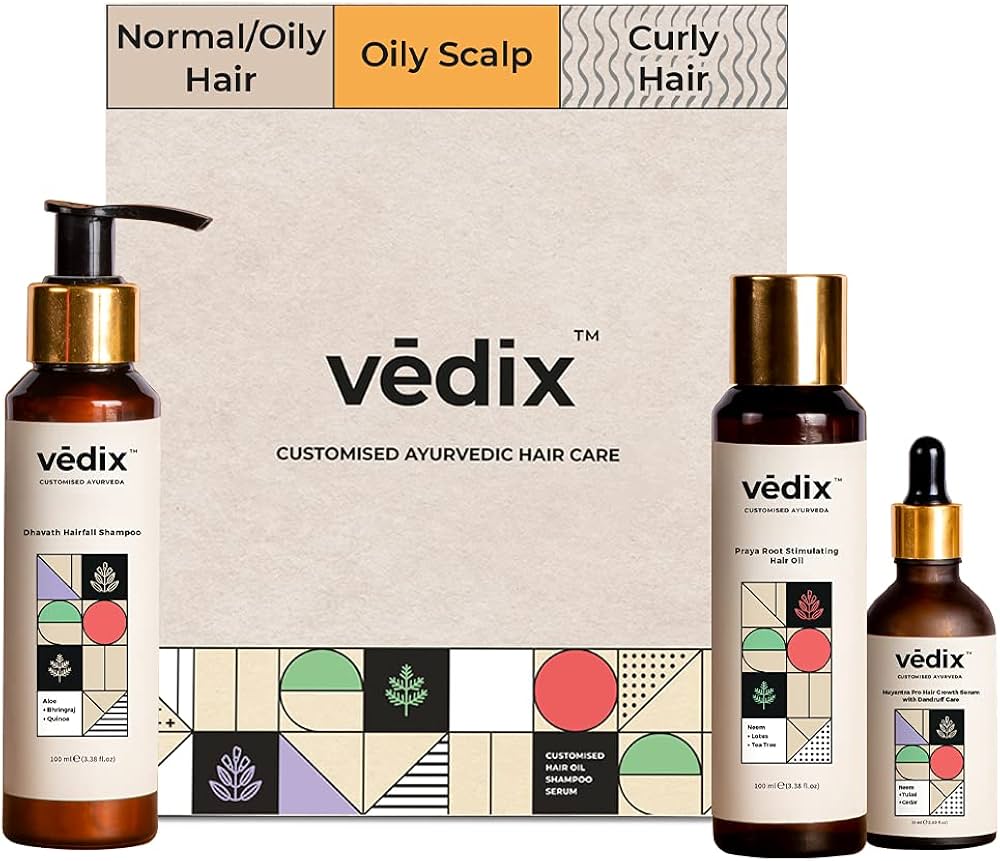 Normal/Oily
Hair
Oily Scalp
Curly
Hair
vēdix™
CUSTOMISED AYURVEDIC HAIR CARE
CUSTOMISED
HAIR OIL
SHAMPOO
SERUM
vēdix™
CUSTOMISED AYURVEDA
Dhavath Hairfall Shampoo
Aloe
+ Bhringraj
+ Quinoa
100 ml ℮ (3.38 fl.oz)
vēdix™
CUSTOMISED AYURVEDA
Praya Root Stimulating
Hair Oil
Neem
+ Lotus
+ Tea Tree
100 ml ℮ (3.38 fl.oz)
vēdix™
CUSTOMISED AYURVEDA
Pro Hair Growth Serum
with Dandruff Care
Neem
+ Tulasi
+ Cedar